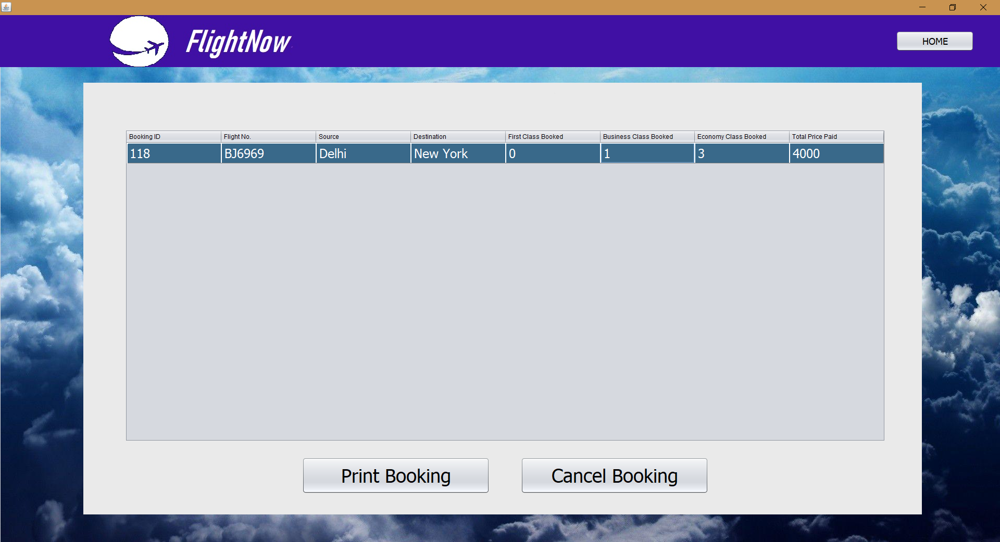 FlightNow
HOME
Booking ID Flight No. Source Destination First Class Booked Business Class Booked Economy Class Booked Total Price Paid
118 BJ6969 Delhi New York 0 1 3 4000
Print Booking Cancel Booking